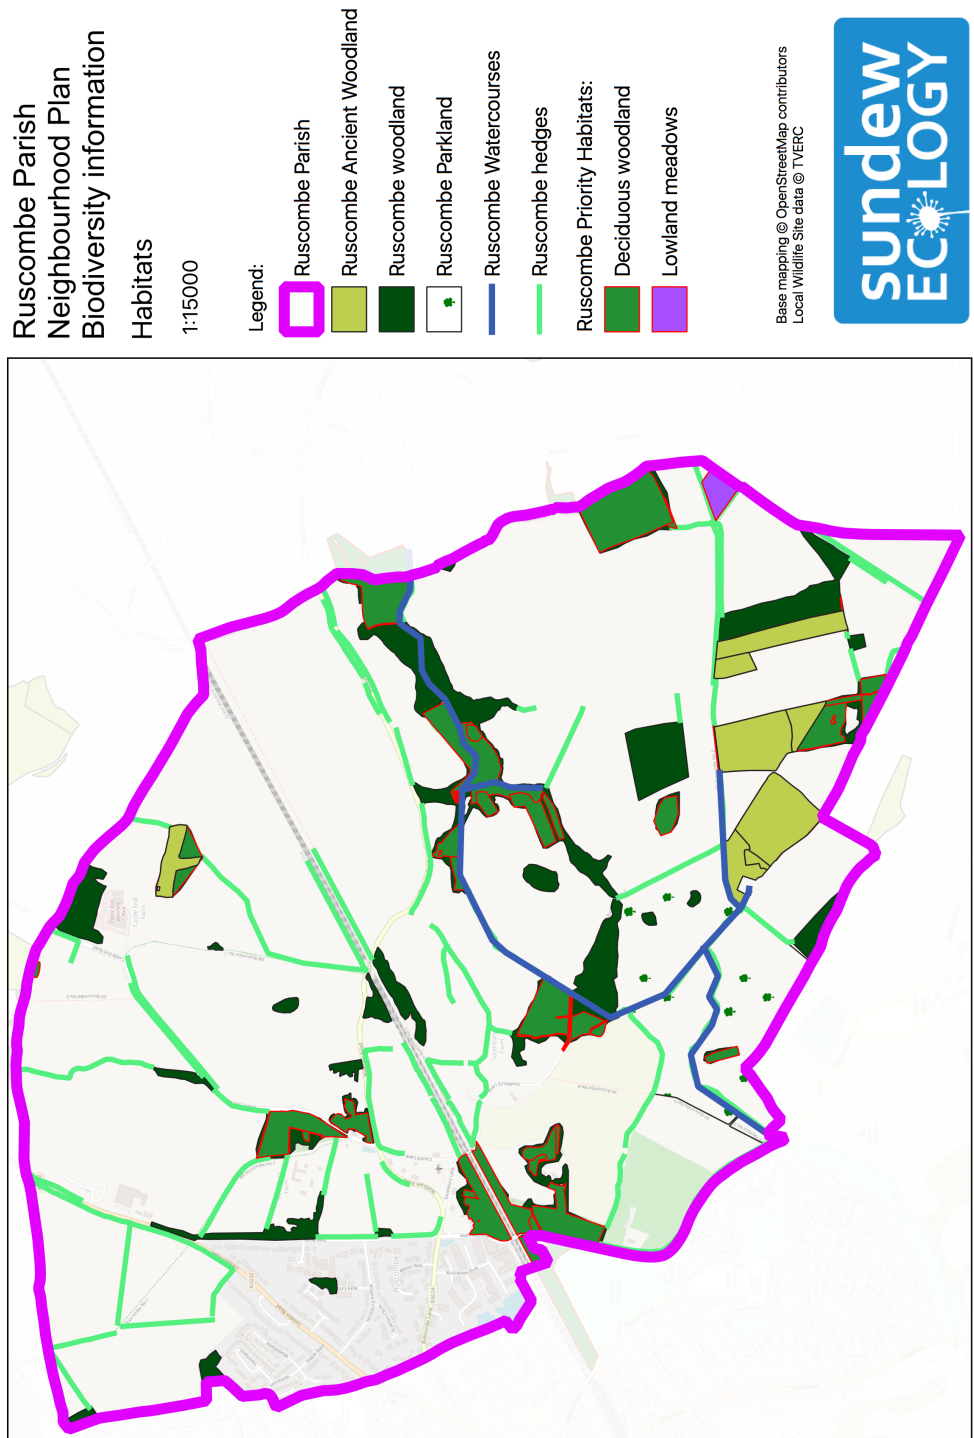 Ruscombe Parish
Neighbourhood Plan
Biodiversity information
Habitats
1:15000
Legend:
Ruscombe Parish
Ruscombe Ancient Woodland
Ruscombe woodland
Ruscombe Parkland
Ruscombe Watercourses
Ruscombe hedges
Ruscombe Priority Habitats:
Deciduous woodland
Lowland meadows
Base mapping © OpenStreetMap contributors
Local Wildlife Site data © TVERC
sundew
ECOLOGY